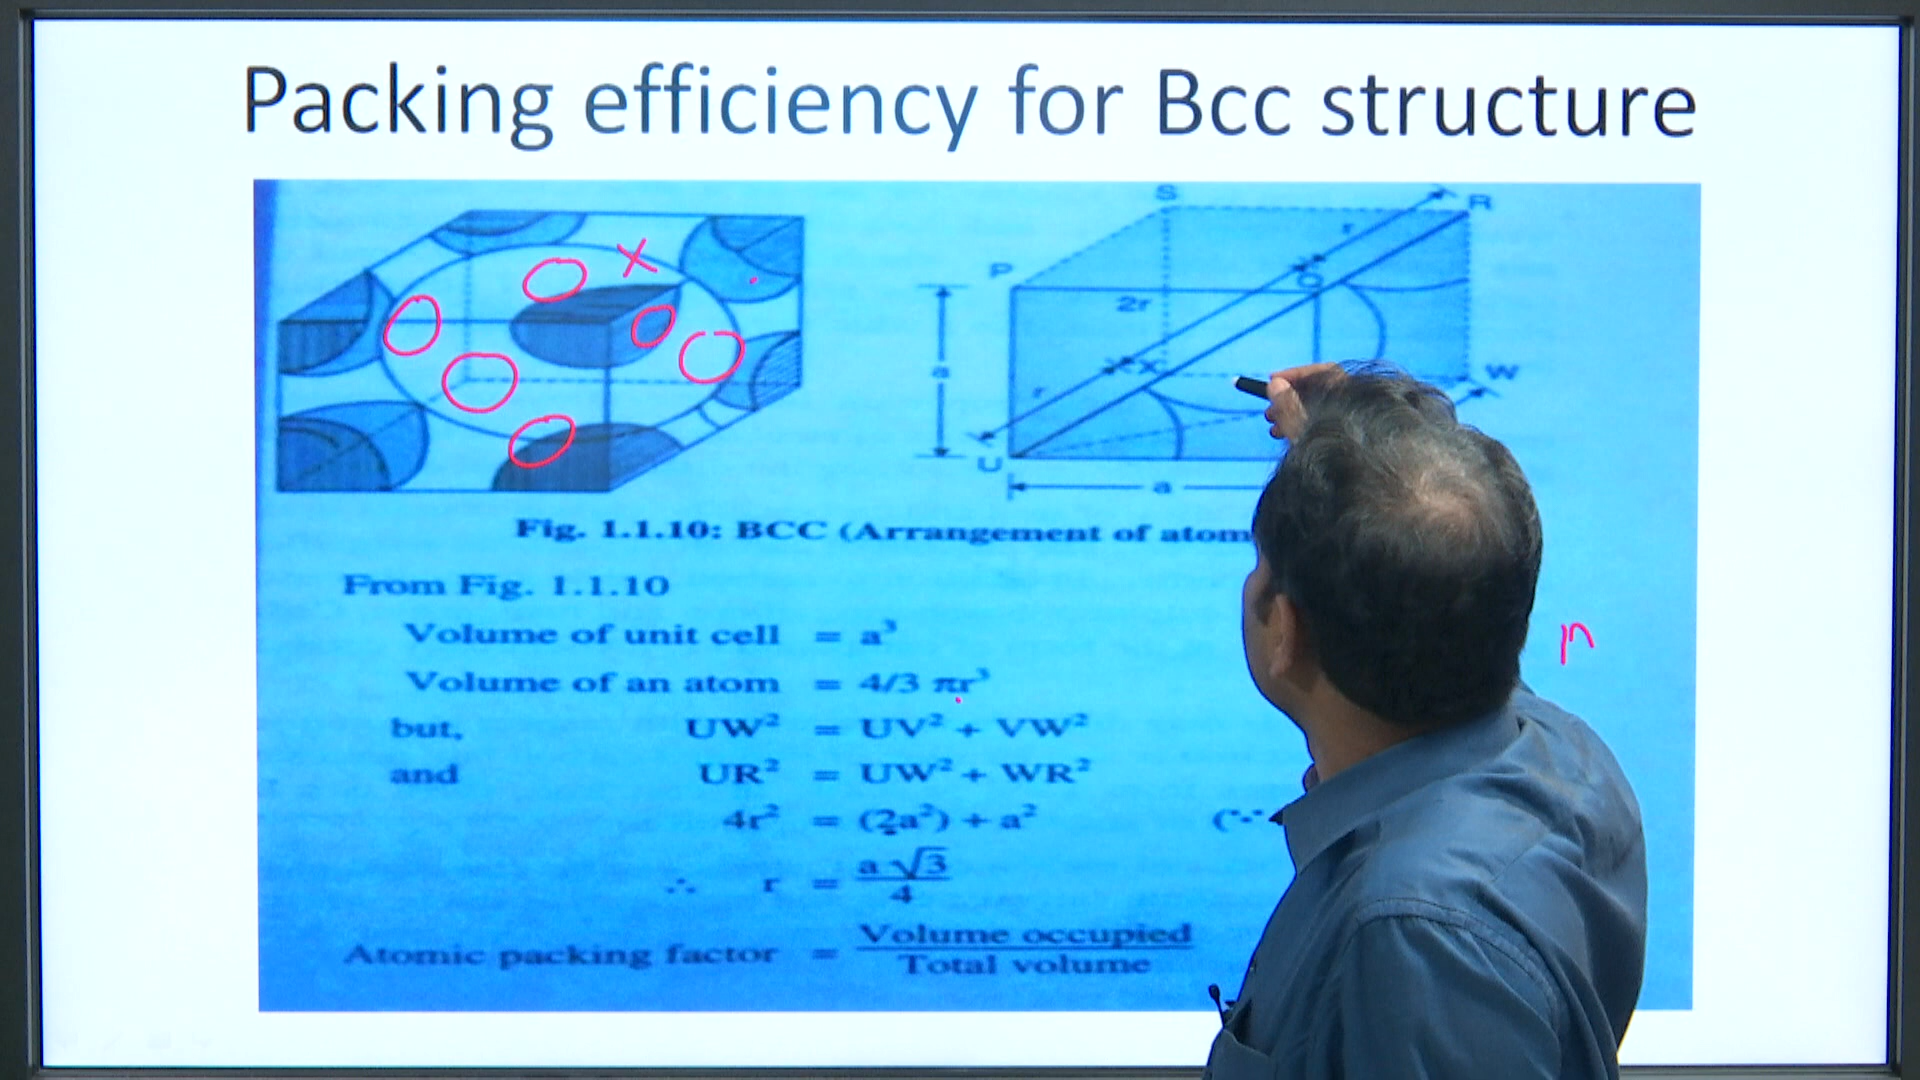 Packing efficiency for Bcc structure
S
R
r
P
Q
2r
a
X
W
r
U
a
Fig. 1.1.10: BCC (Arrangement of atom
From Fig. 1.1.10
Volume of unit cell = a³
Volume of an atom = 4/3 πr³
but, UW² = UV² + VW²
and UR² = UW² + WR²
4r² = (2a²) + a² (∵
∴ r = a √3 / 4
Atomic packing factor = Volume occupied / Total volume